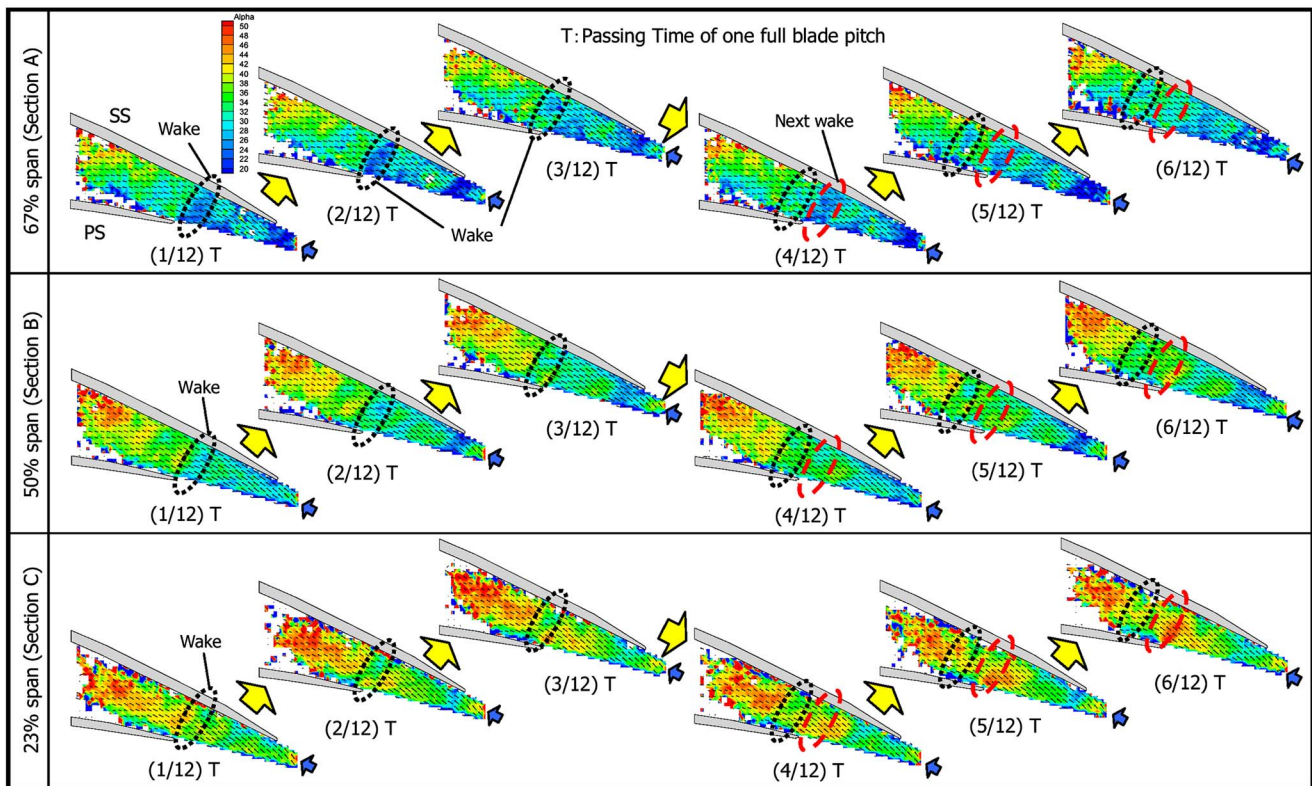 67% span (Section A)
Alpha
50
48
46
44
42
40
38
36
34
32
30
28
26
24
22
20
T:Passing Time of one full blade pitch
SS
Wake
PS
(1/12) T
(2/12) T
(3/12) T
Wake
Next wake
(4/12) T
(5/12) T
(6/12) T
50% span (Section B)
Wake
(1/12) T
(2/12) T
(3/12) T
(4/12) T
(5/12) T
(6/12) T
23% span (Section C)
Wake
(1/12) T
(2/12) T
(3/12) T
(4/12) T
(5/12) T
(6/12) T